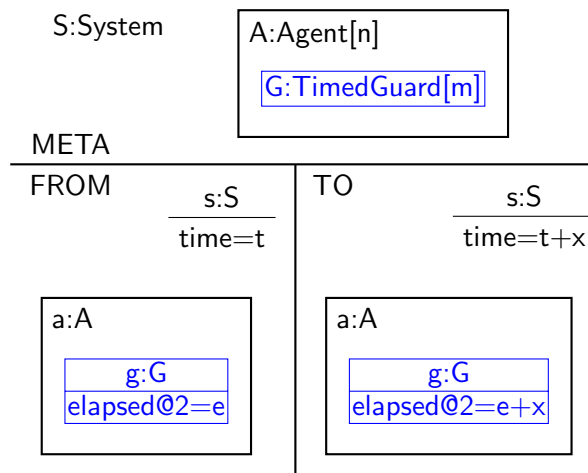 S:System
A:Agent[n]
G:TimedGuard[m]
META
FROM
s:S
time=t
a:A
g:G
elapsed@2=e
TO
s:S
time=t+x
a:A
g:G
elapsed@2=e+x